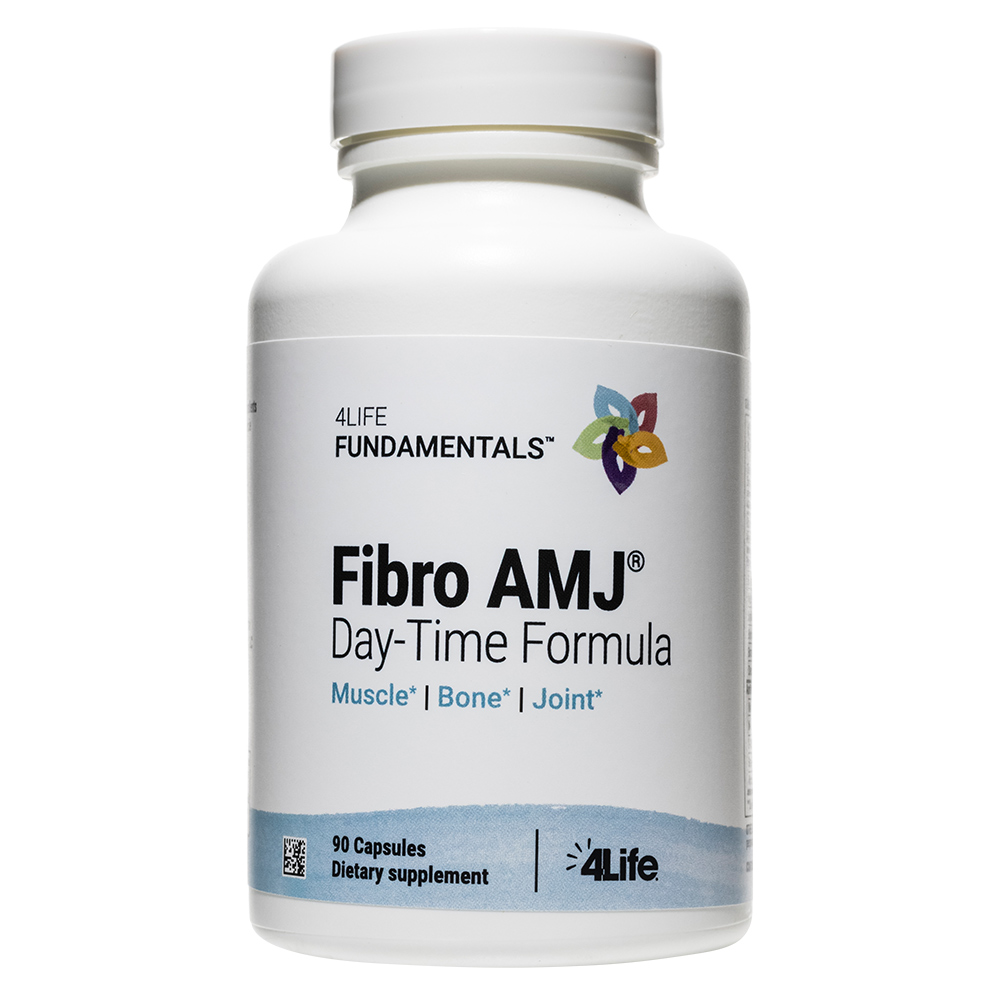 4LIFE
FUNDAMENTALS™
Fibro AMJ®
Day-Time Formula
Muscle* | Bone* | Joint*
90 Capsules
Dietary supplement
4Life